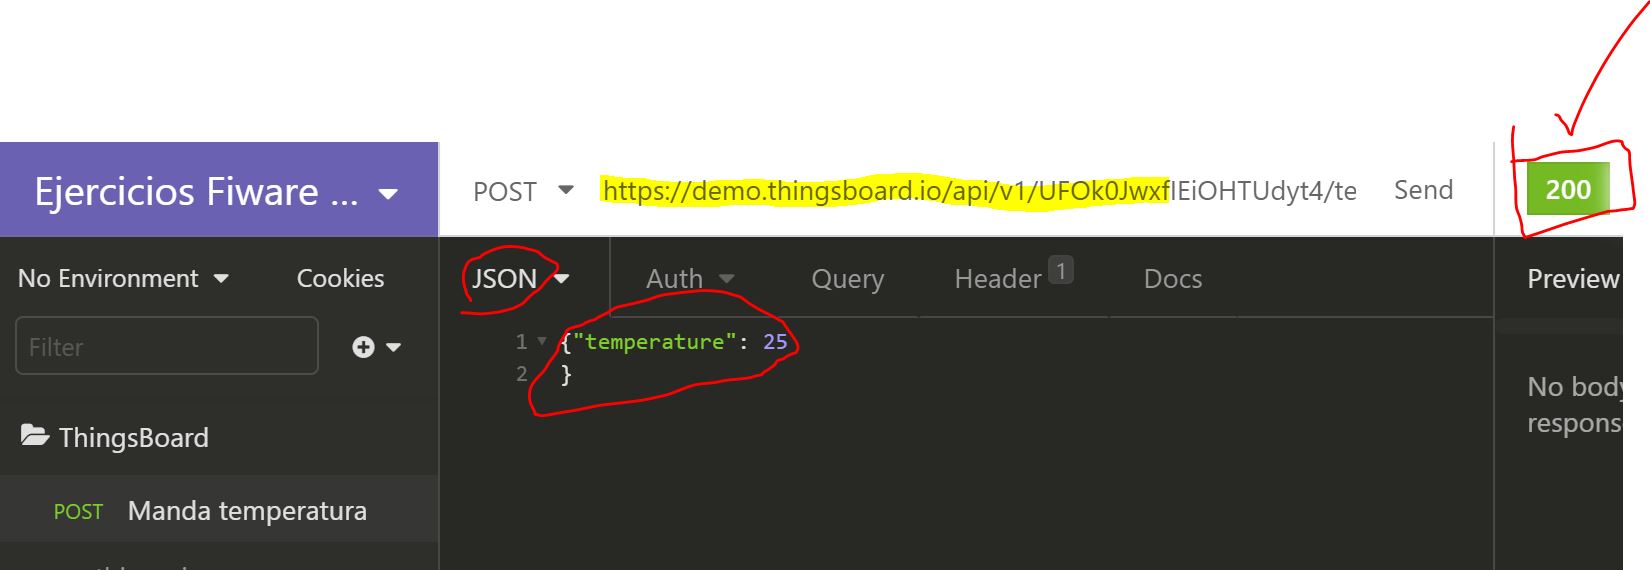 Ejercicios Fiware ...
POST https://demo.thingsboard.io/api/v1/UFOk0JwxfIEiOHTUdyt4/te Send 200
No Environment Cookies JSON Auth Query Header 1 Docs Preview
Filter
1 {"temperature": 25
2 }
No body
respons
ThingsBoard
POST Manda temperatura